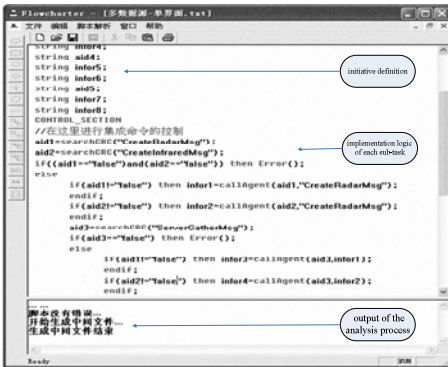 Flowcharter - [多数据源-单界面.txt]
文件 编辑 脚本解析 窗口 帮助
string infor4;
string aid4;
string infor5;
string infor6;
string aid5;
string infor7;
string infor8;
CONTROL_SECTION
//在这里进行集成命令的控制
aid1=searchCRC("CreateRadarMsg");
aid2=searchCRC("CreateInfraredMsg");
if((aid1=="false")and(aid2=="false")) then Error();
else
if(aid1!="false") then infor1=callAgent(aid1,"CreateRadarMsg");
endif;
if(aid2!="false") then infor2=callAgent(aid2,"CreateRadarMsg");
endif;
aid3=searchCRC("ServerGatherMsg");
if(aid3=="false") then Error();
else
if(aid1!="false") then infor3=callAgent(aid3,infor1);
endif;
if(aid2!="false") then infor4=callAgent(aid3,infor2);
endif;
initiative definition
implementation logic
of each sub-task
脚本没有错误...
开始生成中间文件...
生成中间文件结束
output of the
analysis process
Ready